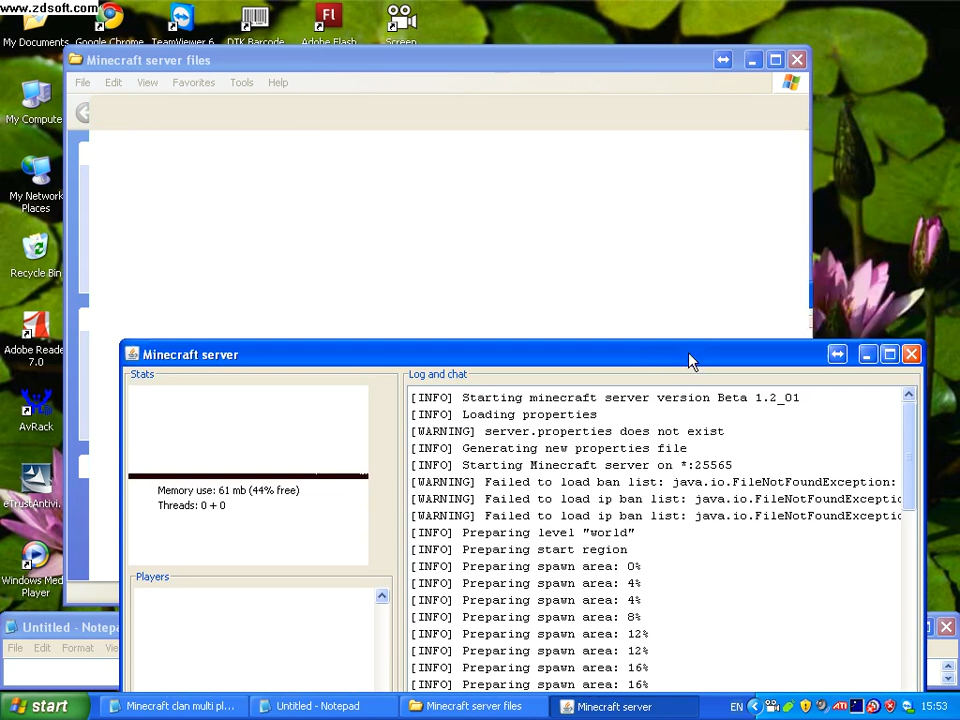 www.zdsoft.com
My Documents
Google Chrome
TeamViewer 6
DTK Barcode
Adobe Flash
Screen
Minecraft server files
File Edit View Favorites Tools Help
My Compute
My Network Places
Recycle Bin
Adobe Reade 7.0
AvRack
eTrustAntivi.
Windows Med Player
Minecraft server
Stats
Memory use: 61 mb (44% free)
Threads: 0 + 0
Players
Log and chat
[INFO] Starting minecraft server version Beta 1.2_01
[INFO] Loading properties
[WARNING] server.properties does not exist
[INFO] Generating new properties file
[INFO] Starting Minecraft server on *:25565
[WARNING] Failed to load ban list: java.io.FileNotFoundException:
[WARNING] Failed to load ip ban list: java.io.FileNotFoundExceptio
[WARNING] Failed to load ip ban list: java.io.FileNotFoundExceptio
[INFO] Preparing level "world"
[INFO] Preparing start region
[INFO] Preparing spawn area: 0%
[INFO] Preparing spawn area: 4%
[INFO] Preparing spawn area: 4%
[INFO] Preparing spawn area: 8%
[INFO] Preparing spawn area: 12%
[INFO] Preparing spawn area: 12%
[INFO] Preparing spawn area: 16%
[INFO] Preparing spawn area: 16%
Untitled - Notepa
File Edit Format Vie
start
Minecraft clan multi pl...
Untitled - Notepad
Minecraft server files
Minecraft server
EN
ATI
15:53